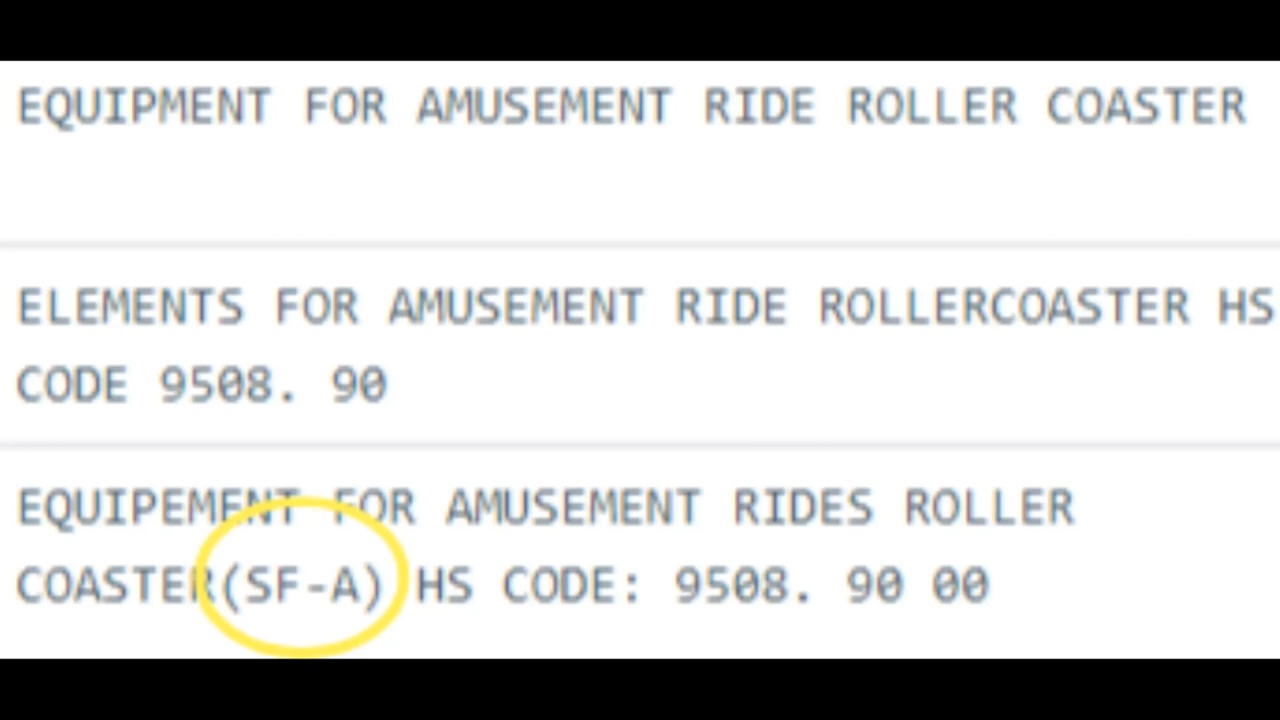 EQUIPMENT FOR AMUSEMENT RIDE ROLLER COASTER
ELEMENTS FOR AMUSEMENT RIDE ROLLERCOASTER HS
CODE 9508. 90
EQUIPEMENT FOR AMUSEMENT RIDES ROLLER
COASTER(SF-A) HS CODE: 9508. 90 00